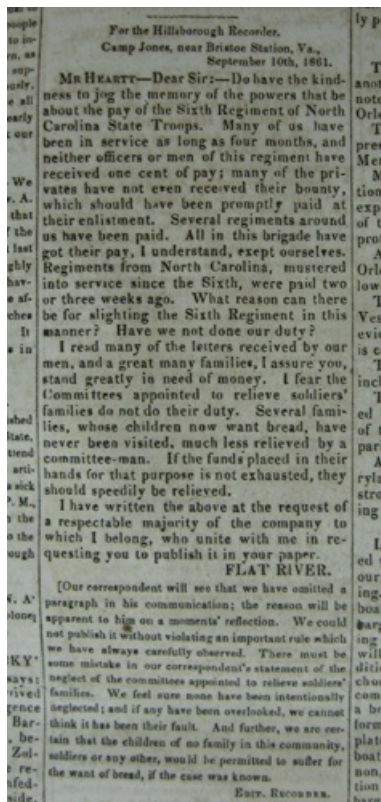 For the Hillsborough Recorder.
Camp Jones, near Bristoe Station, Va.,
September 10th, 1861.
MR HEARTT—Dear Sir:—Do have the kind-
ness to jog the memory of the powers that be
about the pay of the Sixth Regiment of North
Carolina State Troops. Many of us have
been in service as long as four months, and
neither officers or men of this regiment have
received one cent of pay; many of the pri-
vates have not even received their bounty,
which should have been promptly paid at
their enlistment. Several regiments around
us have been paid. All in this brigade have
got their pay, I understand, exept ourselves.
Regiments from North Carolina, mustered
into service since the Sixth, were paid two
or three weeks ago. What reason can there
be for slighting the Sixth Regiment in this
manner? Have we not done our duty?
I read many of the letters received by our
men, and a great many families, I assure you,
stand greatly in need of money. I fear the
Committees appointed to relieve soldiers'
families do not do their duty. Several fami-
lies, whose children now want bread, have
never been visited, much less relieved by a
committee-man. If the funds placed in their
hands for that purpose is not exhausted, they
should speedily be relieved.
I have written the above at the request of
a respectable majority of the company to
which I belong, who unite with me in re-
questing you to publish it in your paper.
FLAT RIVER.
[Our correspondent will see that we have omitted a
paragraph in his communication; the reason will be
apparent to him on a moments' reflection. We could
not publish it without violating an important rule which
we have always carefully observed. There must be
some mistake in our correspondent's statement of the
neglect of the committees appointed to relieve soldiers'
families. We feel sure none have been intentionally
neglected; and if any have been overlooked, we cannot
think it has been their fault. And further, we are cer-
tain that the children of no family in this community,
soldiers or any other, would be permitted to suffer for
the want of bread, if the case was known.
EDIT. RECORDER.